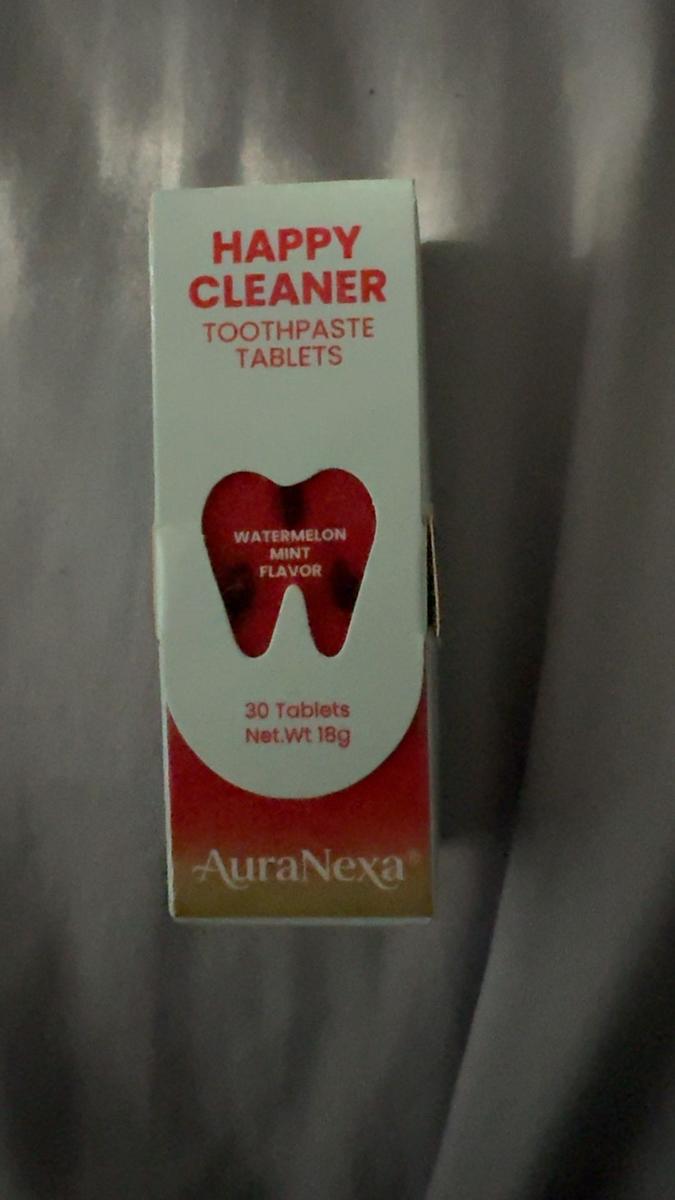 HAPPY
CLEANER
TOOTHPASTE
TABLETS
WATERMELON
MINT
FLAVOR
30 Tablets
Net.Wt 18g
AuraNexa®